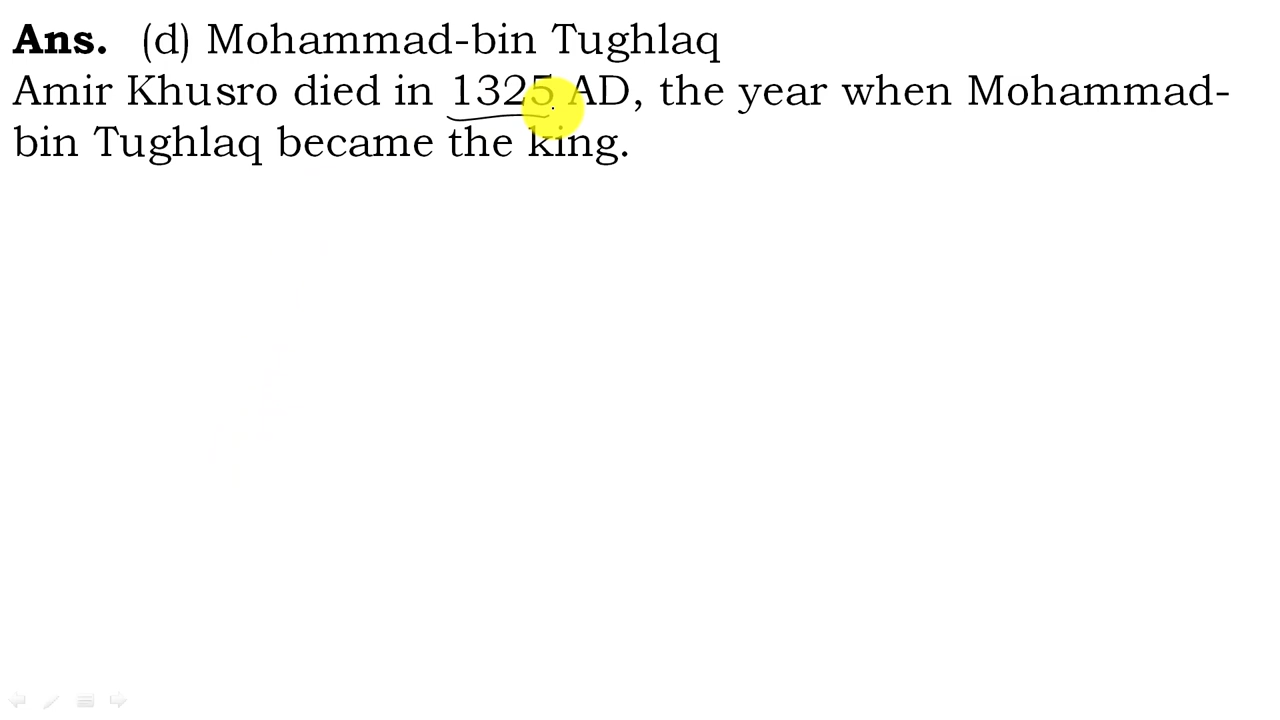 Ans. (d) Mohammad-bin Tughlaq
Amir Khusro died in 1325 AD, the year when Mohammad-
bin Tughlaq became the king.